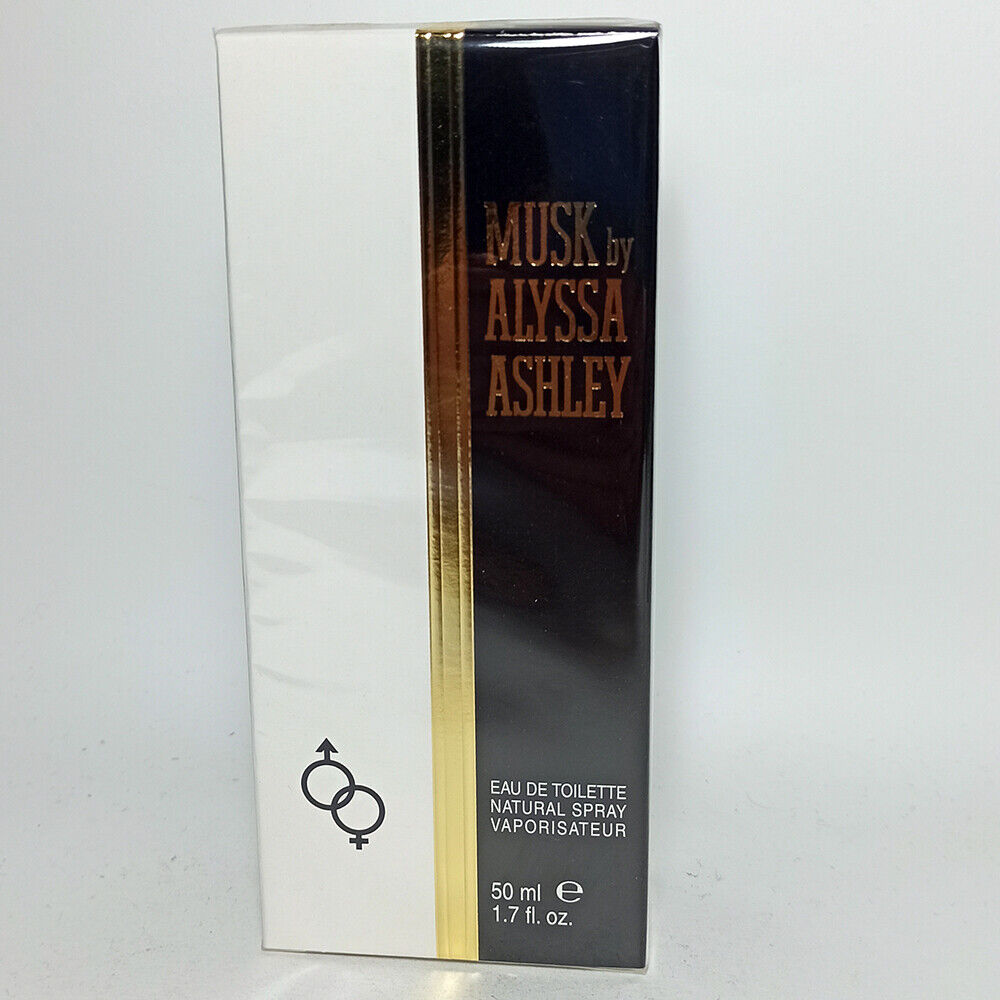 MUSK by
ALYSSA
ASHLEY
EAU DE TOILETTE
NATURAL SPRAY
VAPORISATEUR
50 ml ℮
1.7 fl. oz.